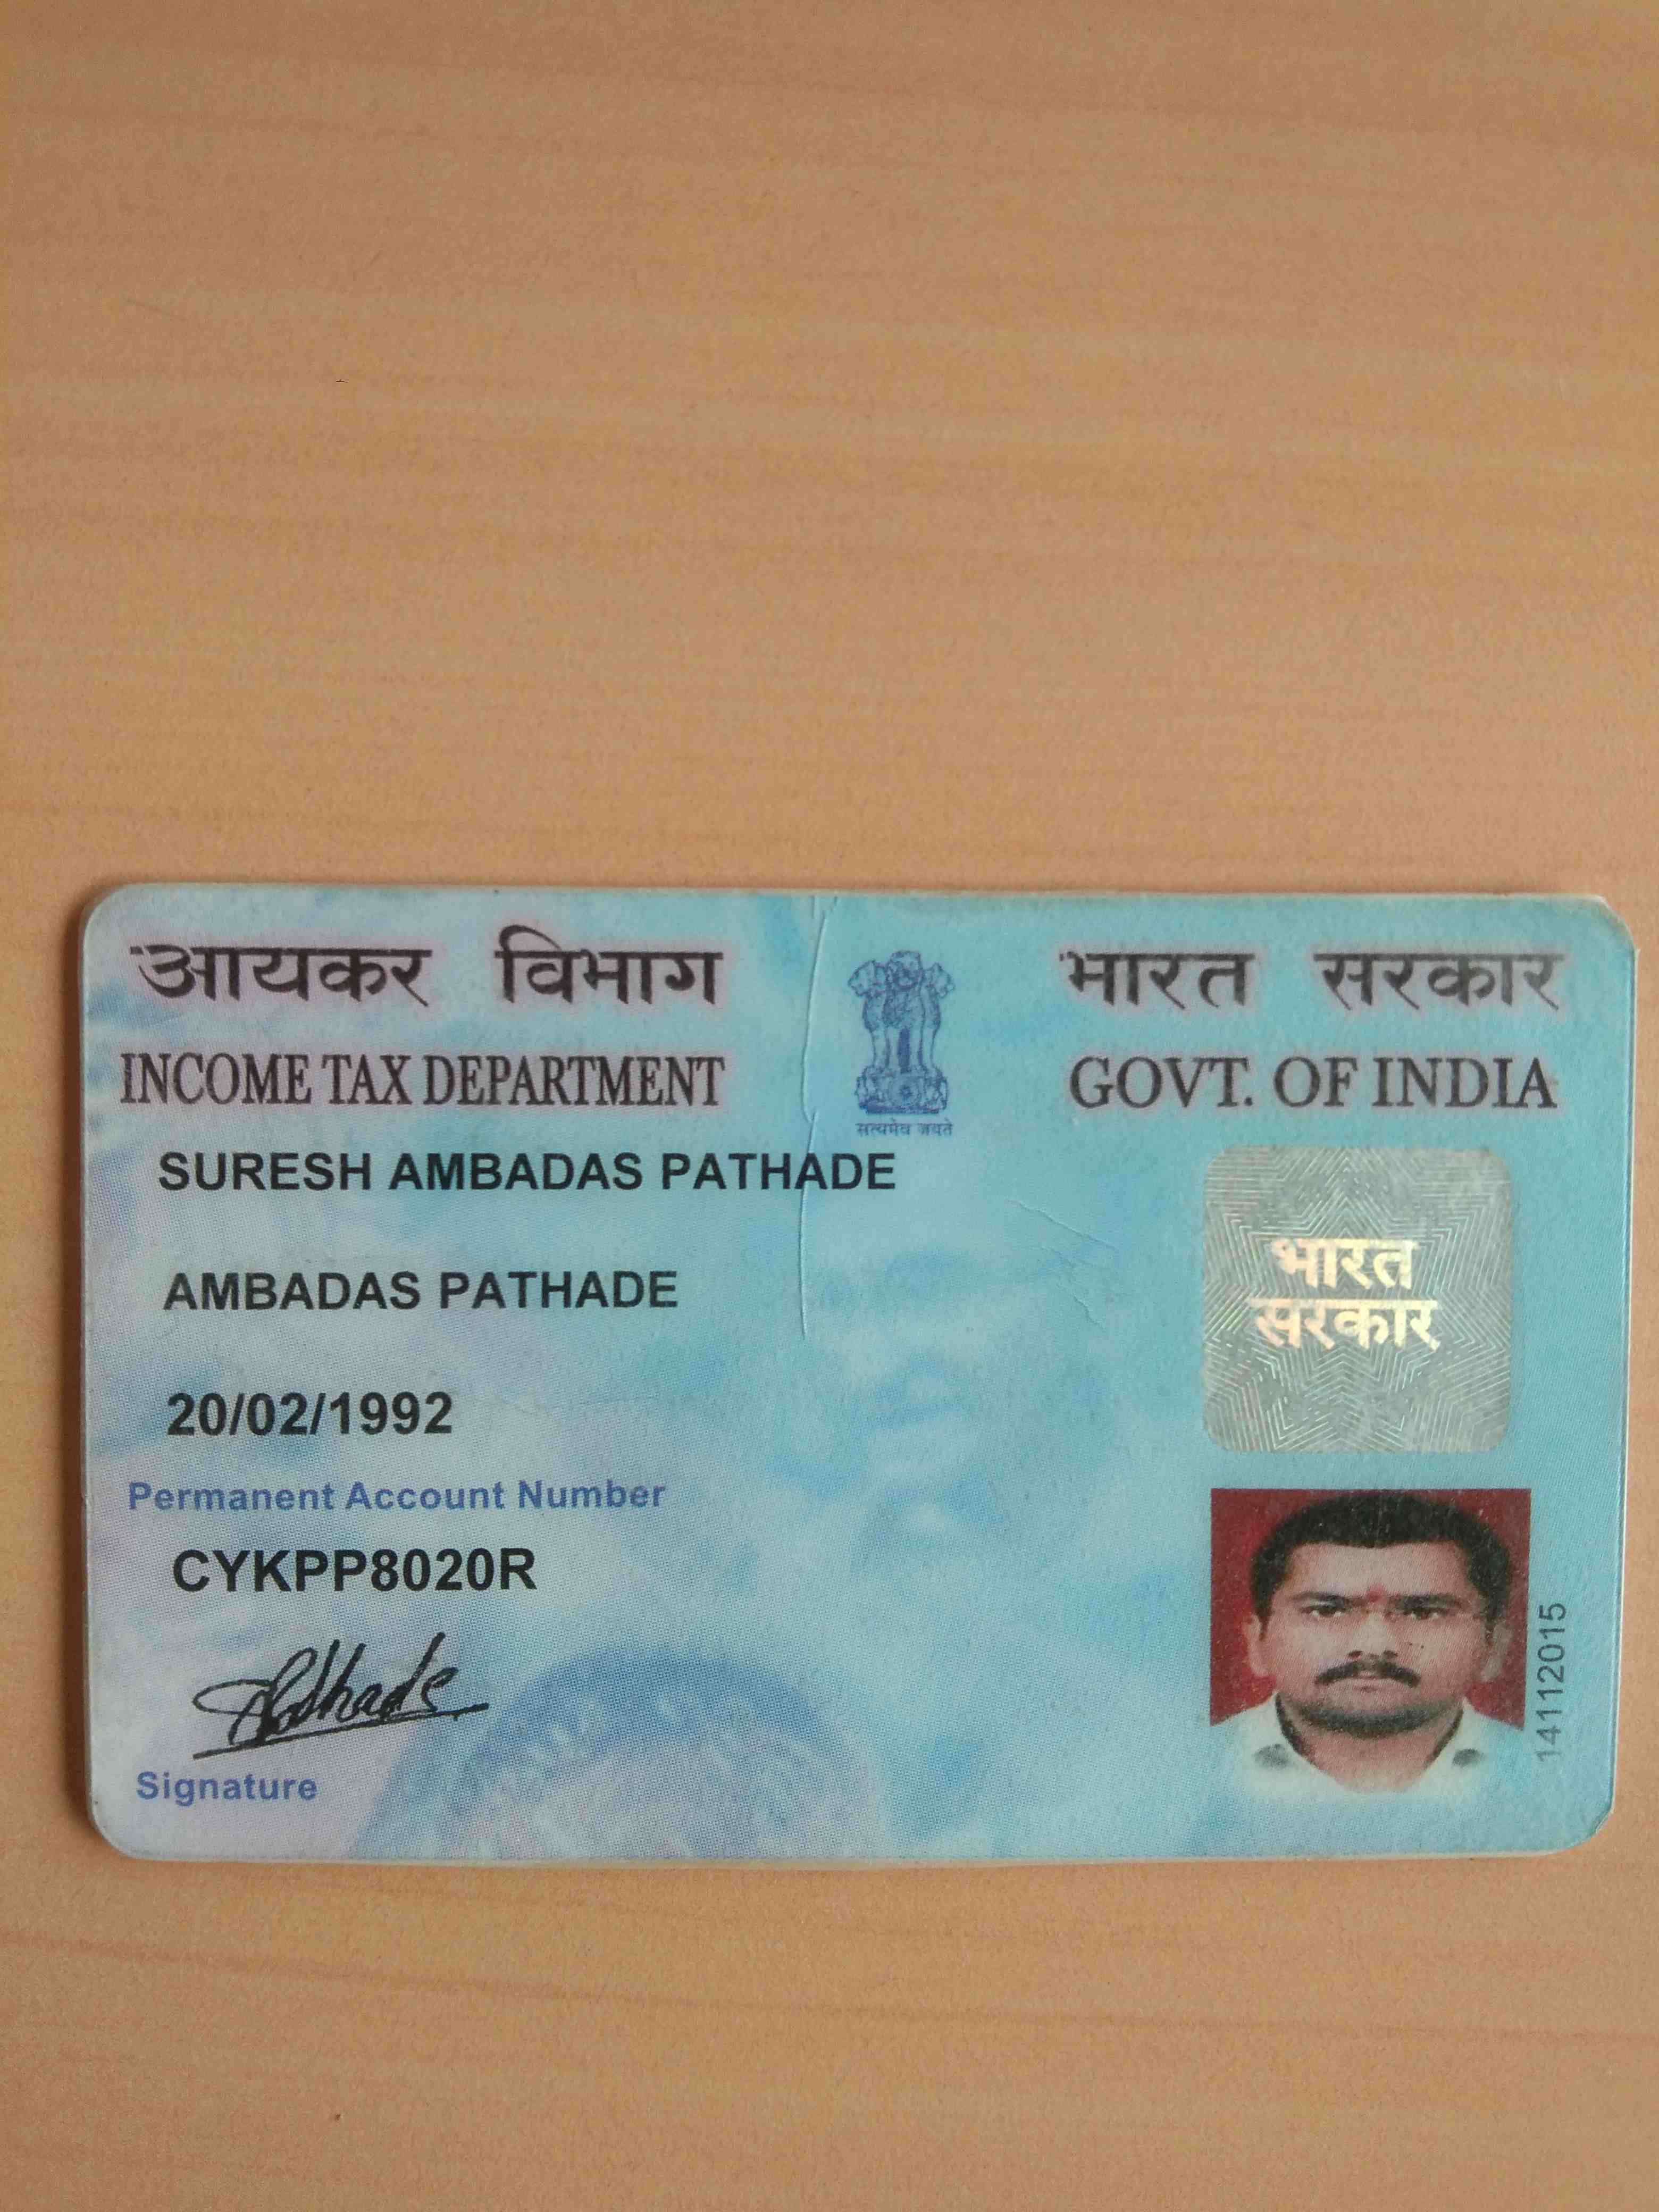 आयकर विभाग
INCOME TAX DEPARTMENT
सत्यमेव जयते
भारत सरकार
GOVT. OF INDIA
SURESH AMBADAS PATHADE
AMBADAS PATHADE
20/02/1992
Permanent Account Number
CYKPP8020R
Pathade
Signature
भारत
सरकार
14112015